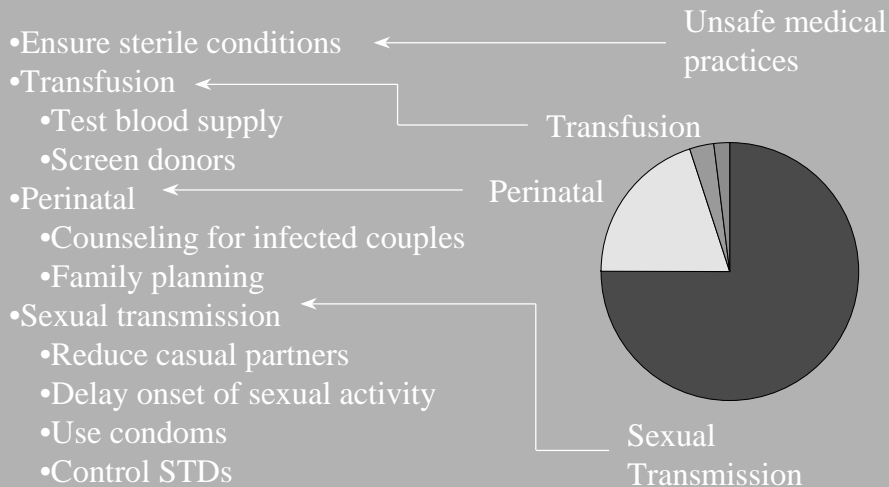 •Ensure sterile conditions
•Transfusion
•Test blood supply
•Screen donors
•Perinatal
•Counseling for infected couples
•Family planning
•Sexual transmission
•Reduce casual partners
•Delay onset of sexual activity
•Use condoms
•Control STDs
Unsafe medical
practices
Transfusion
Perinatal
Sexual
Transmission